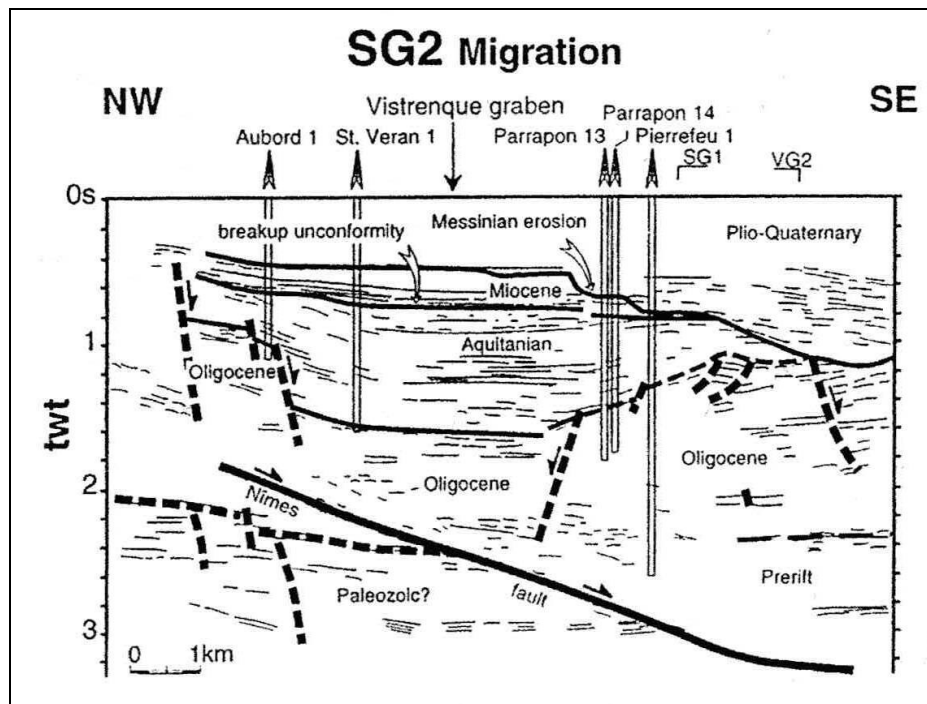 SG2 Migration
NW
SE
Vistrenque graben
Parrapon 14
Aubord 1
St. Veran 1
Parrapon 13
Pierrefeu 1
SG1
VG2
0s
Messinian erosion
breakup unconformity
Plio-Quaternary
Miocene
1
Aquitanian
Oligocene
twt
2
Oligocene
Oligocene
Nîmes
fault
Prerift
Paleozoic?
3
0
1km